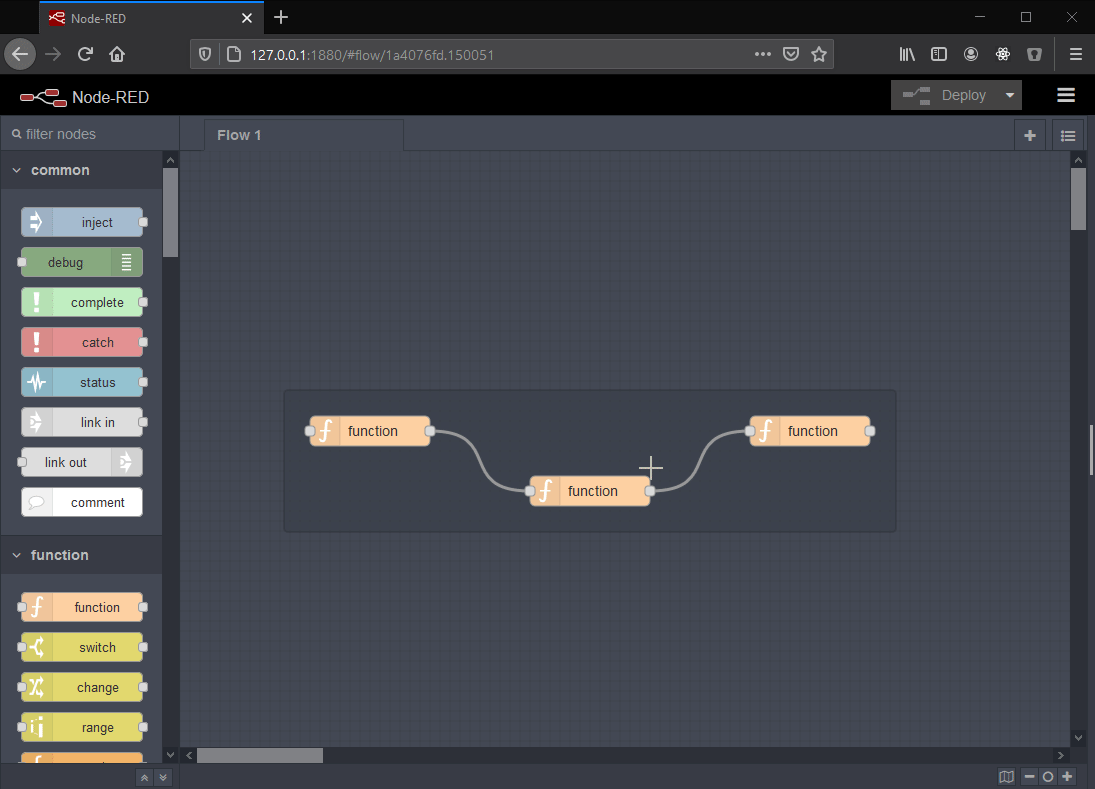 Node-RED
127.0.0.1:1880/#flow/1a4076fd.150051
Node-RED
Deploy
filter nodes
Flow 1
common
inject
debug
complete
catch
status
link in
link out
comment
function
function
switch
change
range
function
function
function